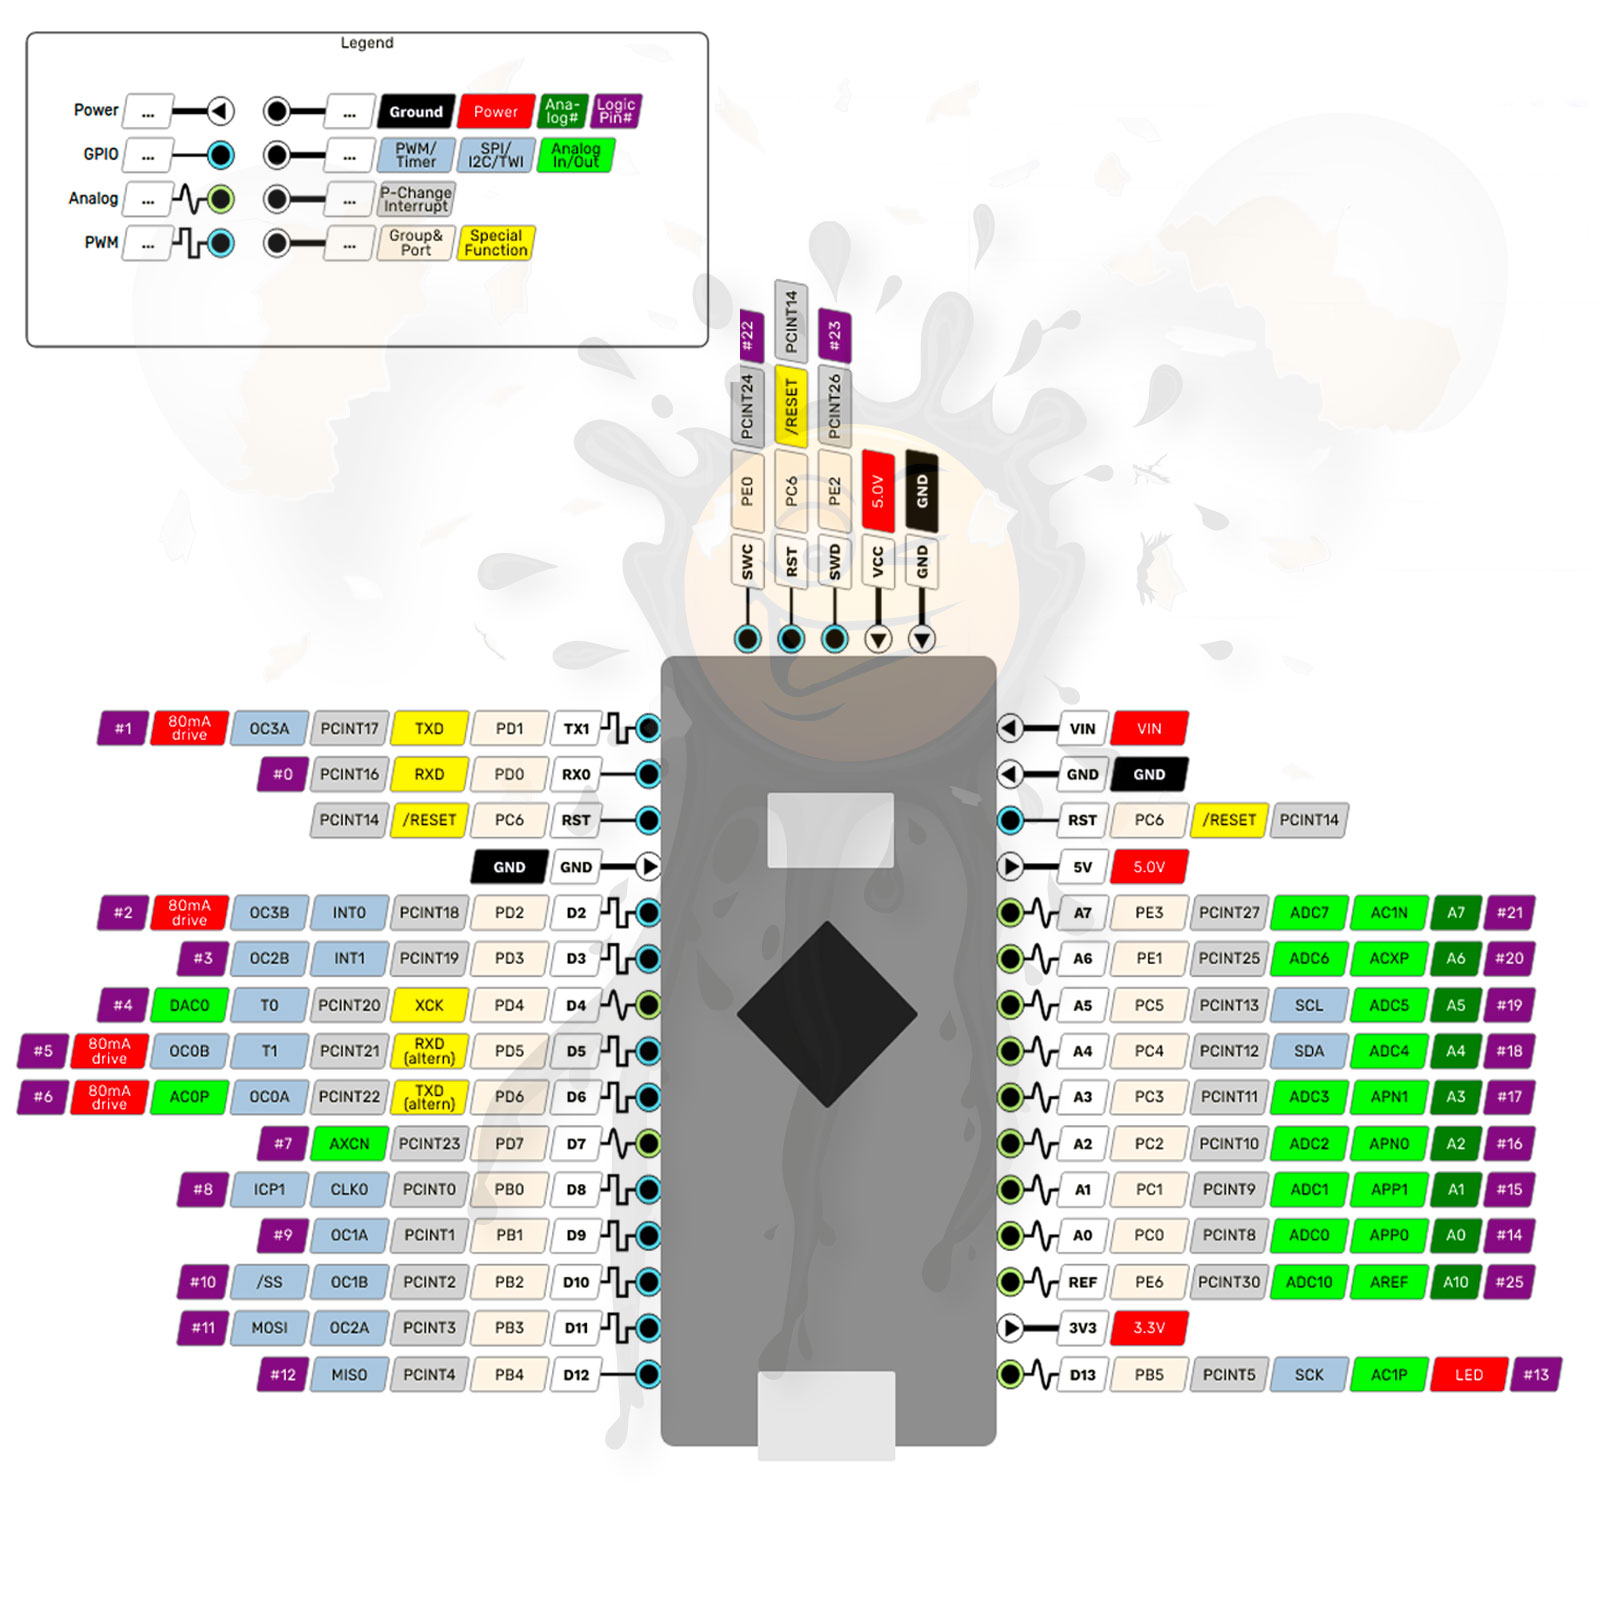 Legend
Power ... ... Ground Power Ana-log# Logic Pin#
GPIO ... ... PWM/Timer SPI/I2C/TWI Analog In/Out
Analog ... ... P-Change Interrupt
PWM ... ... Group&Port Special Function
#22 PCINT24 PE0 SWC
PCINT14 /RESET PC6 RST
#23 PCINT26 PE2 SWD
5.0V VCC
GND GND
#1 80mA drive OC3A PCINT17 TXD PD1 TX1
#0 PCINT16 RXD PD0 RX0
PCINT14 /RESET PC6 RST
GND GND
#2 80mA drive OC3B INT0 PCINT18 PD2 D2
#3 OC2B INT1 PCINT19 PD3 D3
#4 DAC0 T0 PCINT20 XCK PD4 D4
#5 80mA drive OC0B T1 PCINT21 RXD (altern) PD5 D5
#6 80mA drive AC0P OC0A PCINT22 TXD (altern) PD6 D6
#7 AXCN PCINT23 PD7 D7
#8 ICP1 CLK0 PCINT0 PB0 D8
#9 OC1A PCINT1 PB1 D9
#10 /SS OC1B PCINT2 PB2 D10
#11 MOSI OC2A PCINT3 PB3 D11
#12 MISO PCINT4 PB4 D12
VIN VIN
GND GND
RST PC6 /RESET PCINT14
5V 5.0V
A7 PE3 PCINT27 ADC7 AC1N A7 #21
A6 PE1 PCINT25 ADC6 ACXP A6 #20
A5 PC5 PCINT13 SCL ADC5 A5 #19
A4 PC4 PCINT12 SDA ADC4 A4 #18
A3 PC3 PCINT11 ADC3 APN1 A3 #17
A2 PC2 PCINT10 ADC2 APN0 A2 #16
A1 PC1 PCINT9 ADC1 APP1 A1 #15
A0 PC0 PCINT8 ADC0 APP0 A0 #14
REF PE6 PCINT30 ADC10 AREF A10 #25
3V3 3.3V
D13 PB5 PCINT5 SCK AC1P LED #13